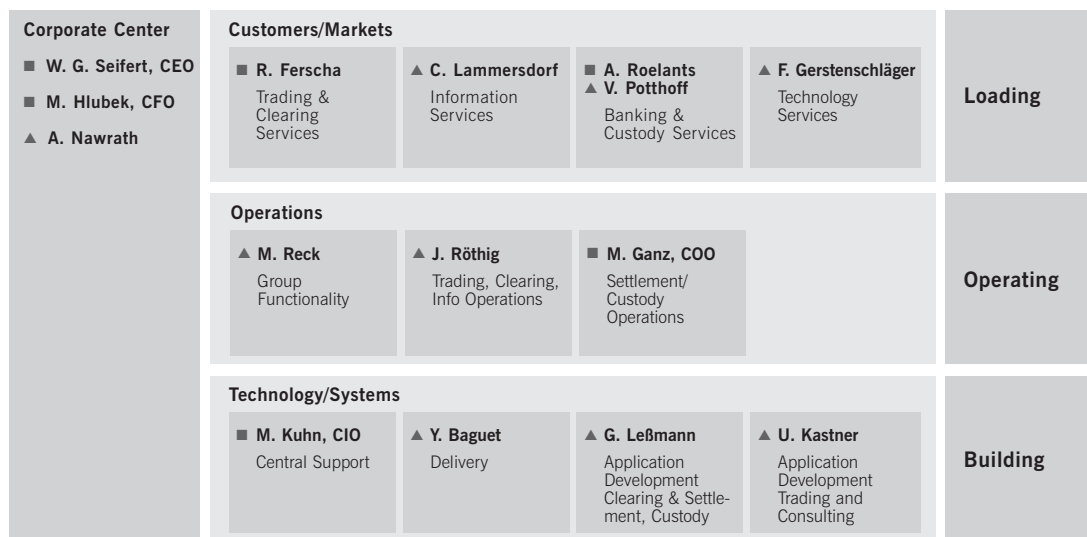 Corporate Center
■ W. G. Seifert, CEO
■ M. Hlubek, CFO
▲ A. Nawrath
Customers/Markets
■ R. Ferscha
Trading &
Clearing
Services
▲ C. Lammersdorf
Information
Services
■ A. Roelants
▲ V. Potthoff
Banking &
Custody Services
▲ F. Gerstenschläger
Technology
Services
Loading
Operations
▲ M. Reck
Group
Functionality
▲ J. Röthig
Trading, Clearing,
Info Operations
■ M. Ganz, COO
Settlement/
Custody
Operations
Operating
Technology/Systems
■ M. Kuhn, CIO
Central Support
▲ Y. Baguet
Delivery
▲ G. Leßmann
Application
Development
Clearing & Settle-
ment, Custody
▲ U. Kastner
Application
Development
Trading and
Consulting
Building